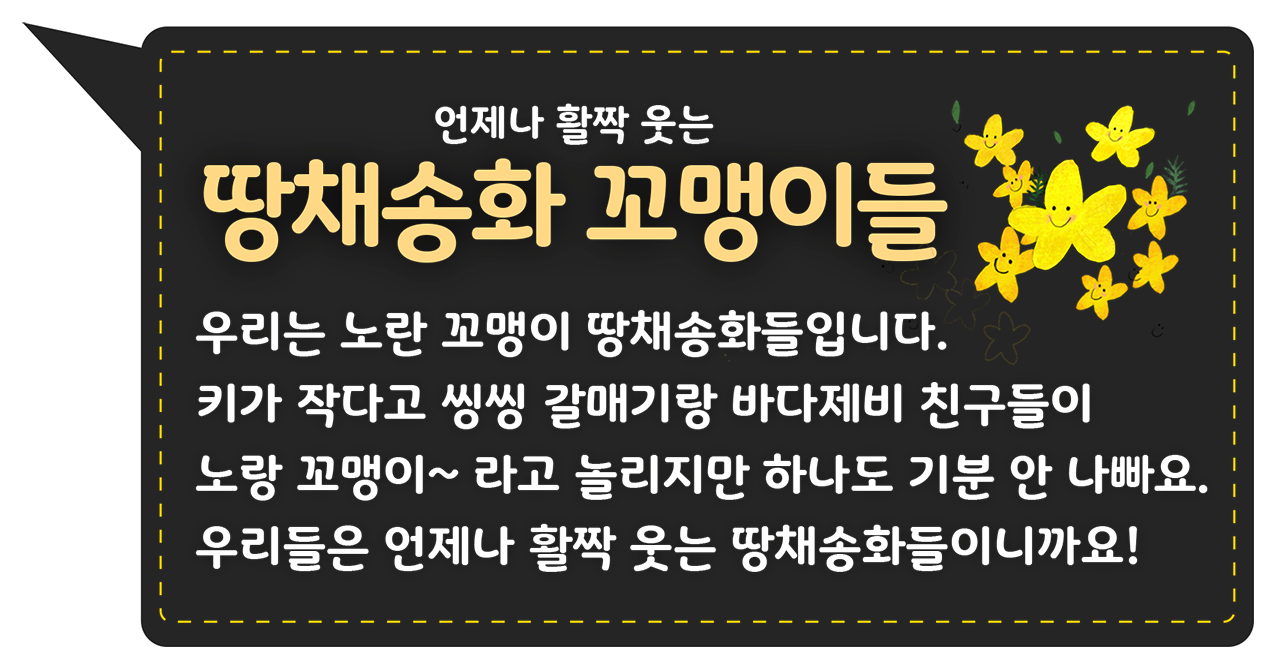 언제나 활짝 웃는
땅채송화 꼬맹이들
우리는 노란 꼬맹이 땅채송화들입니다.
키가 작다고 씽씽 갈매기랑 바다제비 친구들이
노랑 꼬맹이~ 라고 놀리지만 하나도 기분 안 나빠요.
우리들은 언제나 활짝 웃는 땅채송화들이니까요!